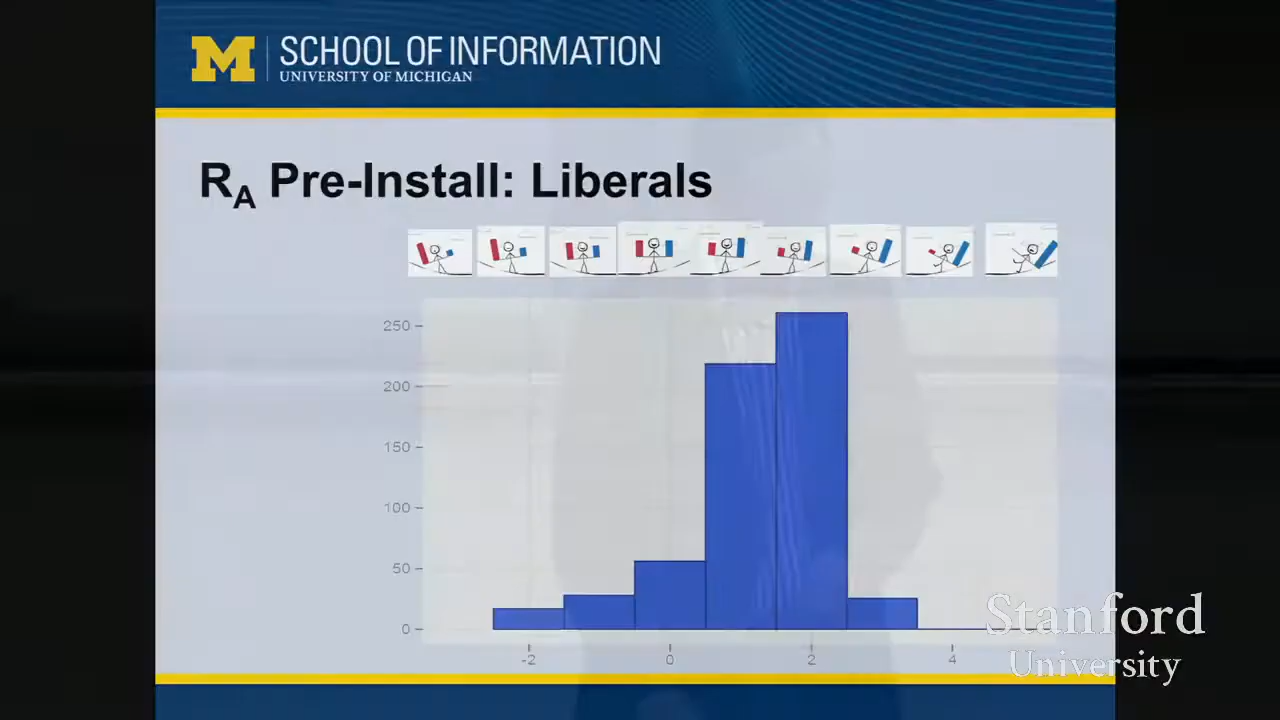 M SCHOOL OF INFORMATION
UNIVERSITY OF MICHIGAN
RA Pre-Install: Liberals
250
200
150
100
50
0
-2 0 2 4
Stanford
University